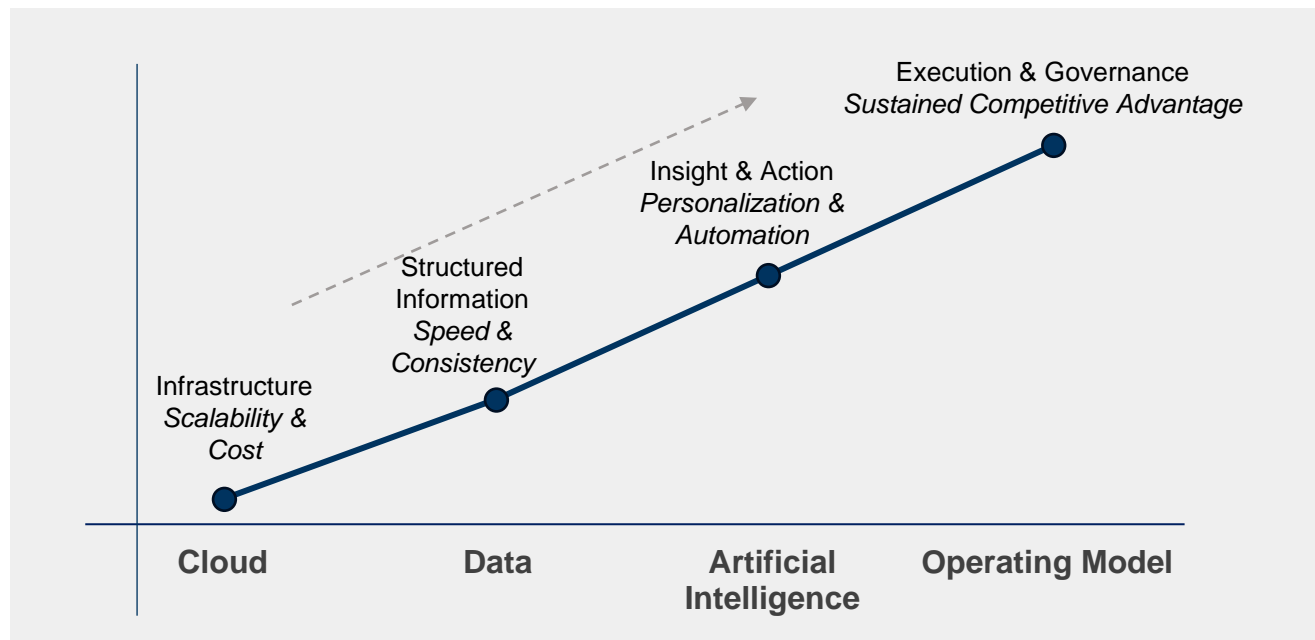 Execution & Governance
Sustained Competitive Advantage
Insight & Action
Personalization &
Automation
Structured
Information
Speed &
Consistency
Infrastructure
Scalability &
Cost
Cloud
Data
Artificial
Intelligence
Operating Model